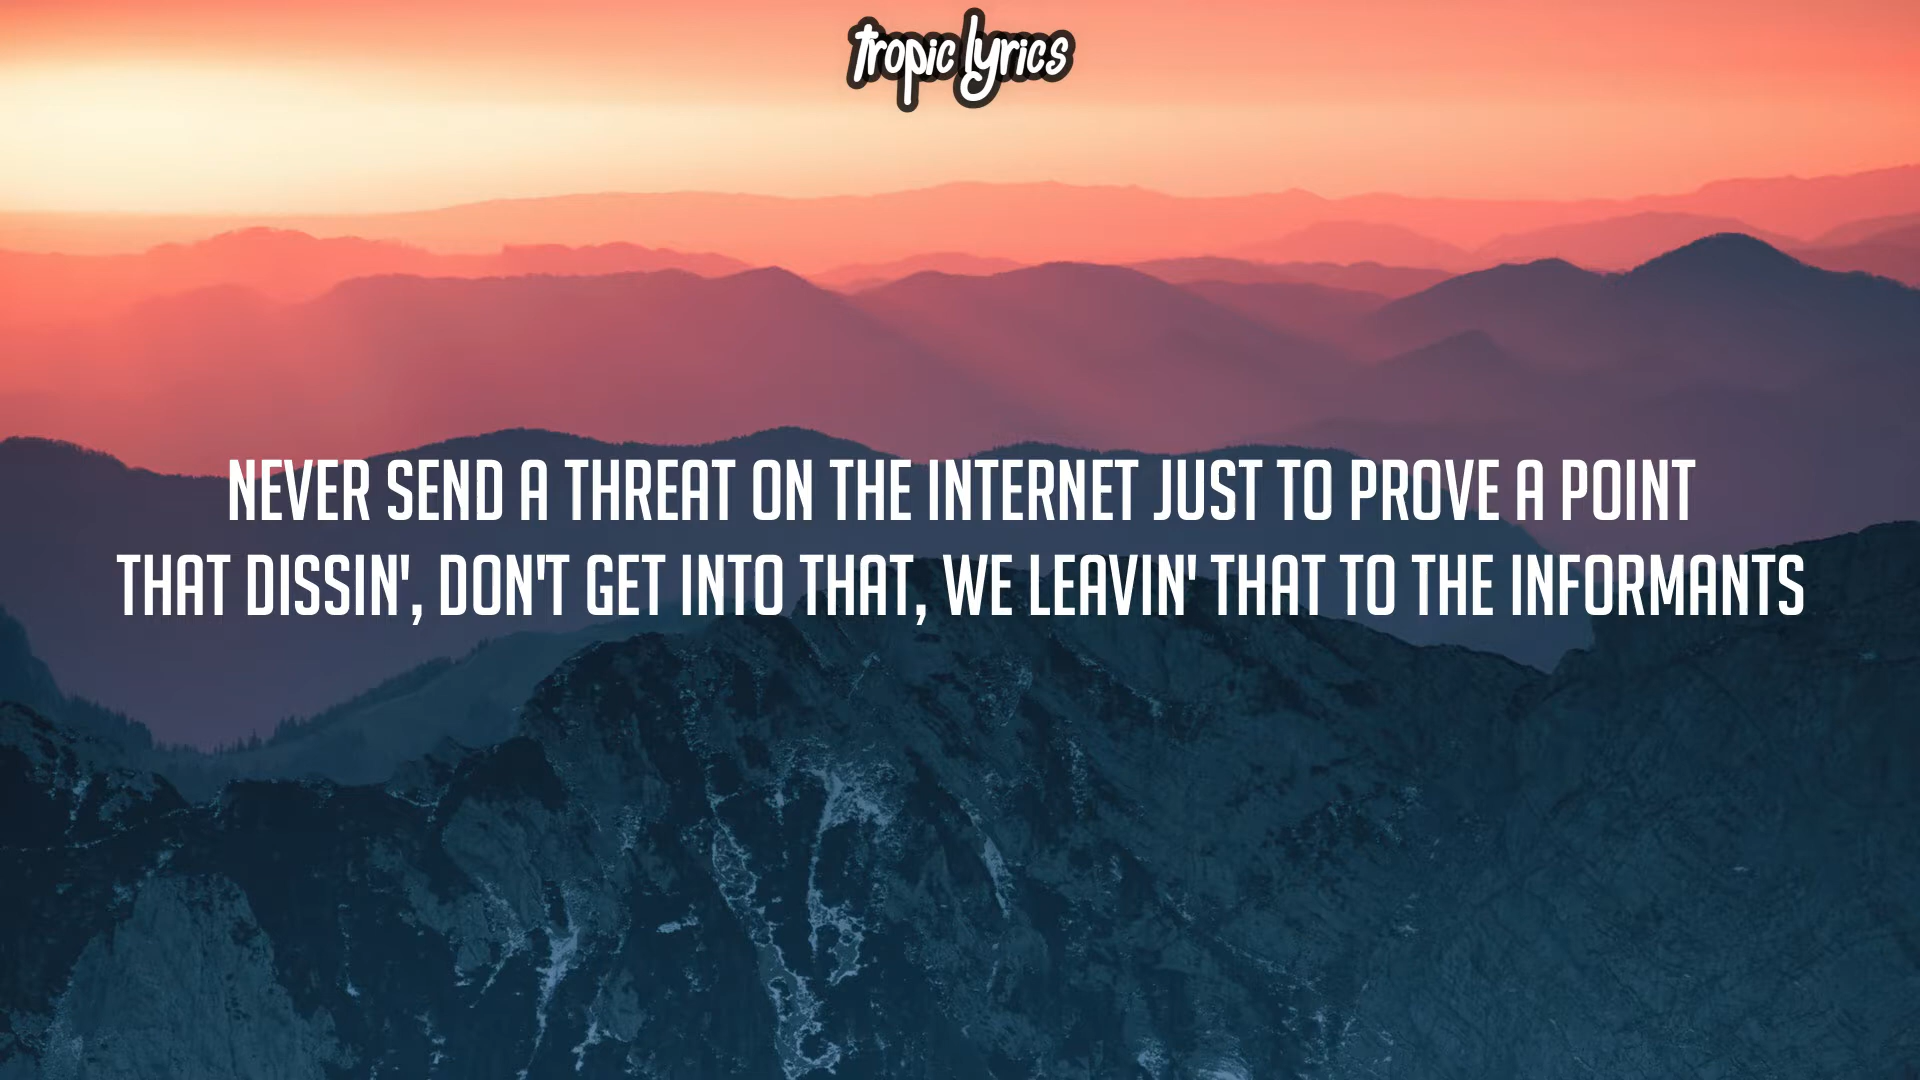 tropic lyrics
NEVER SEND A THREAT ON THE INTERNET JUST TO PROVE A POINT
THAT DISSIN', DON'T GET INTO THAT, WE LEAVIN' THAT TO THE INFORMANTS